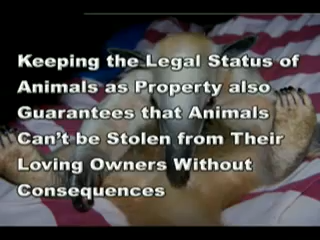 Keeping the Legal Status of
Animals as Property also
Guarantees that Animals
Can't be Stolen from Their
Loving Owners Without
Consequences